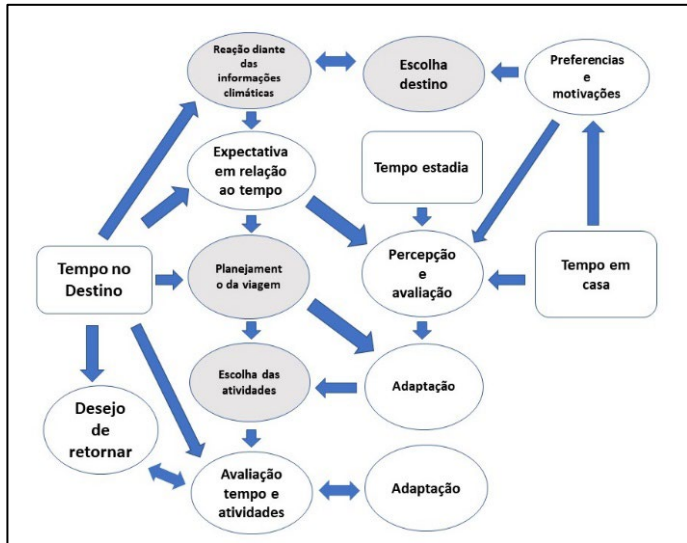 Reação diante
das
informações
climáticas
Escolha
destino
Preferencias
e
motivações
Expectativa
em relação
ao tempo
Tempo estadia
Tempo no
Destino
Planejament
o da viagem
Percepção
e
avaliação
Tempo em
casa
Escolha das
atividades
Adaptação
Desejo
de
retornar
Avaliação
tempo e
atividades
Adaptação